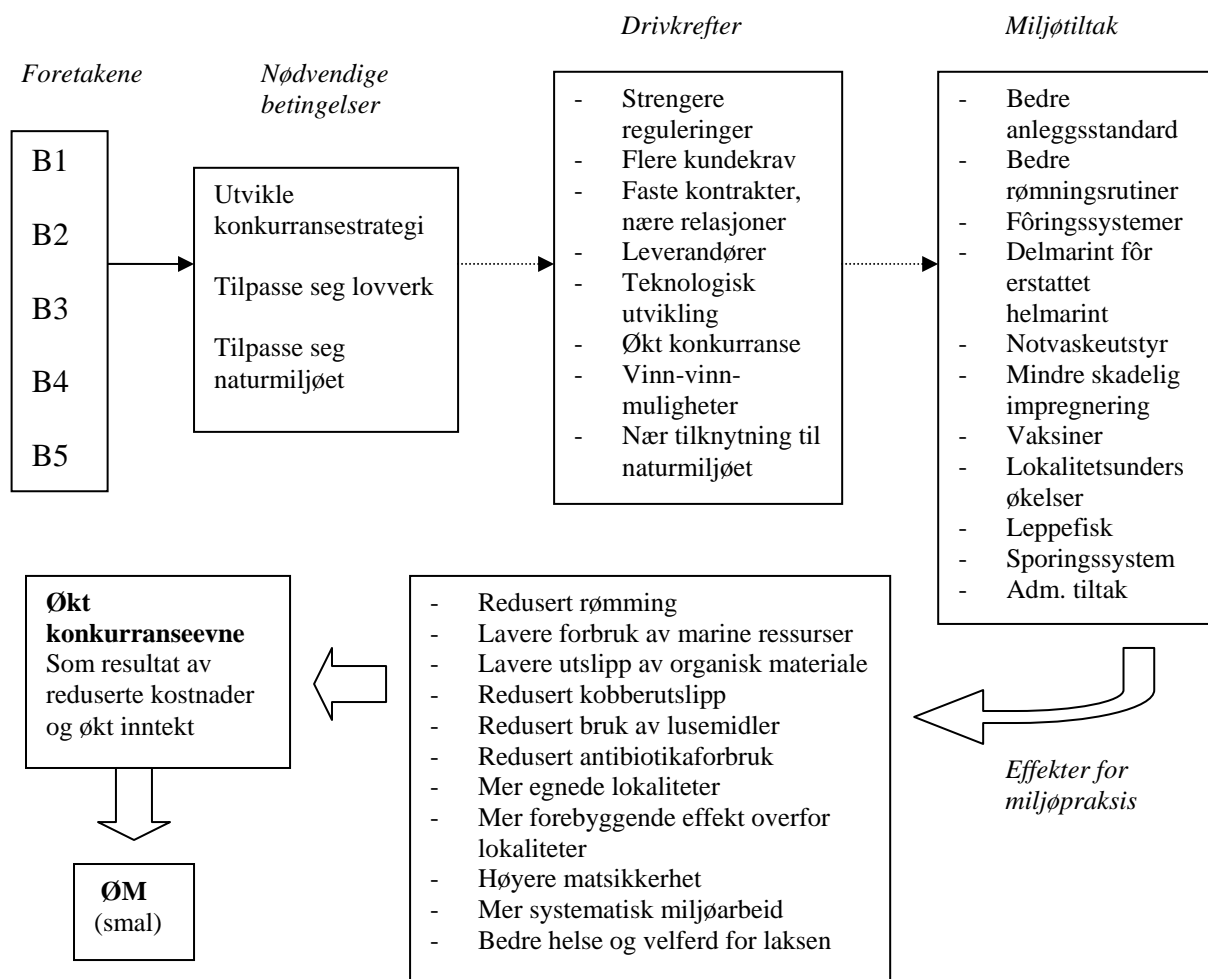 Foretakene
B1
B2
B3
B4
B5
Nødvendige
betingelser
Utvikle
konkurransestrategi
Tilpasse seg lovverk
Tilpasse seg
naturmiljøet
Drivkrefter
- Strengere
reguleringer
- Flere kundekrav
- Faste kontrakter,
nære relasjoner
- Leverandører
- Teknologisk
utvikling
- Økt konkurranse
- Vinn-vinn-
muligheter
- Nær tilknytning til
naturmiljøet
Miljøtiltak
- Bedre
anleggsstandard
- Bedre
rømningsrutiner
- Fôringssystemer
- Delmarint fôr
erstattet
helmarint
- Notvaskeutstyr
- Mindre skadelig
impregnering
- Vaksiner
- Lokalitetsunders
økelser
- Leppefisk
- Sporingssystem
- Adm. tiltak
Effekter for
miljøpraksis
- Redusert rømming
- Lavere forbruk av marine ressurser
- Lavere utslipp av organisk materiale
- Redusert kobberutslipp
- Redusert bruk av lusemidler
- Redusert antibiotikaforbruk
- Mer egnede lokaliteter
- Mer forebyggende effekt overfor
lokaliteter
- Høyere matsikkerhet
- Mer systematisk miljøarbeid
- Bedre helse og velferd for laksen
Økt
konkurranseevne
Som resultat av
reduserte kostnader
og økt inntekt
ØM
(smal)